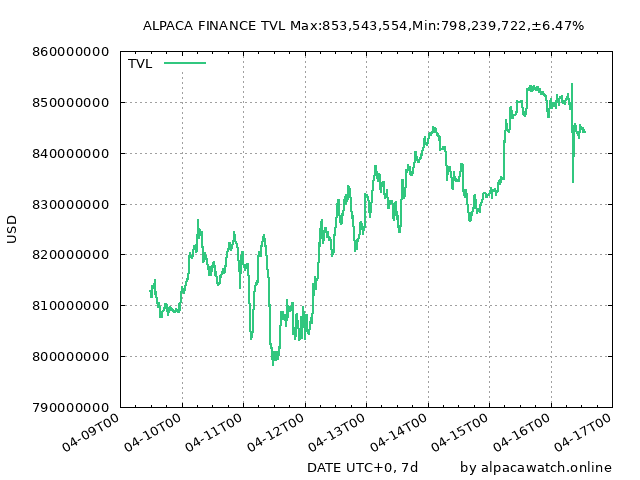 ALPACA FINANCE TVL Max:853,543,554,Min:798,239,722,±6.47%
TVL
860000000
850000000
840000000
830000000
820000000
810000000
800000000
790000000
USD
04-09T00
04-10T00
04-11T00
04-12T00
04-13T00
04-14T00
04-15T00
04-16T00
04-17T00
DATE UTC+0, 7d
by alpacawatch.online